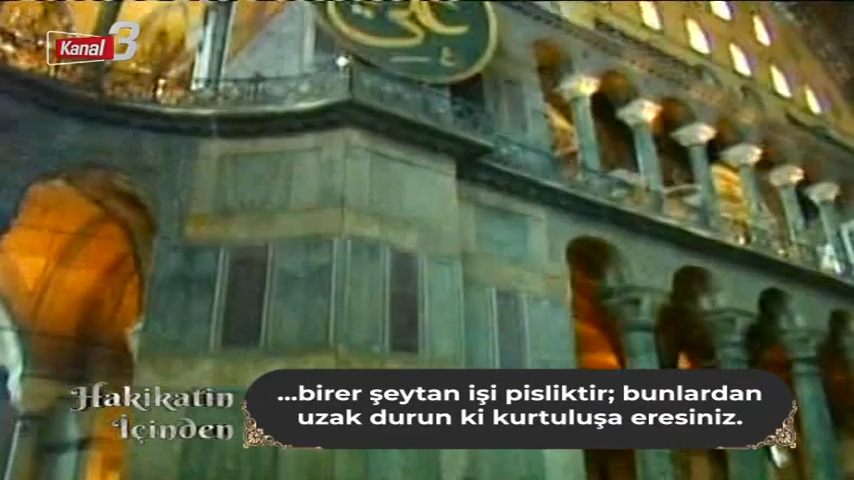 Kanal 3
Hakikatin
İçinden
...birer şeytan işi pisliktir; bunlardan
uzak durun ki kurtuluşa eresiniz.